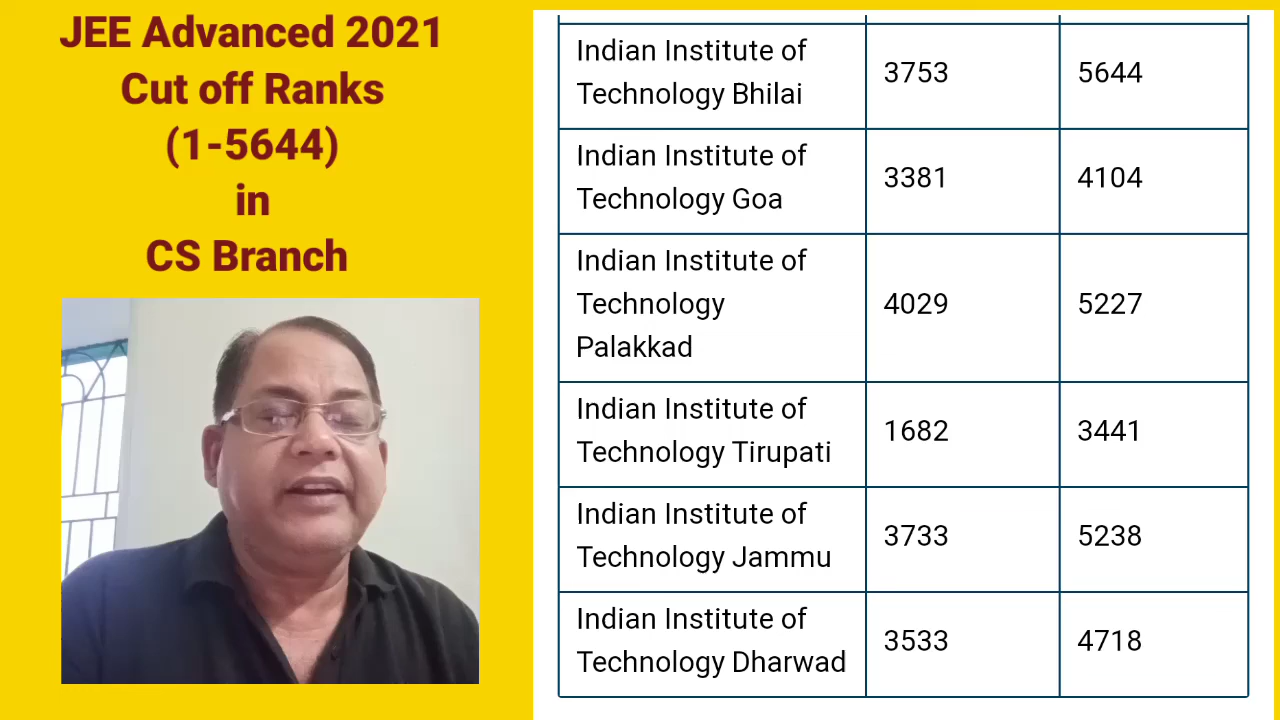 JEE Advanced 2021
Cut off Ranks
(1-5644)
in
CS Branch
Indian Institute of
Technology Bhilai
3753
5644
Indian Institute of
Technology Goa
3381
4104
Indian Institute of
Technology
Palakkad
4029
5227
Indian Institute of
Technology Tirupati
1682
3441
Indian Institute of
Technology Jammu
3733
5238
Indian Institute of
Technology Dharwad
3533
4718